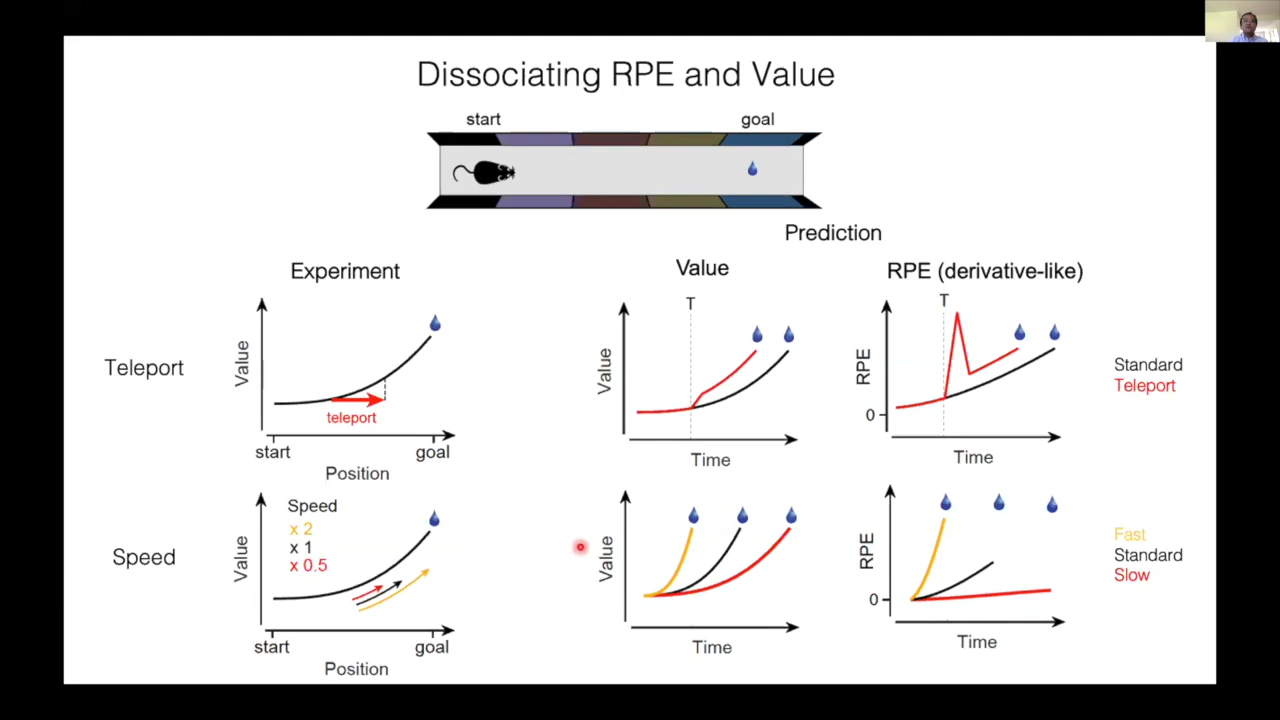 Dissociating RPE and Value
start
goal
Prediction
Experiment
Value
RPE (derivative-like)
Teleport
Value
teleport
start
goal
Position
T
Value
Time
T
RPE
0
Time
Standard
Teleport
Speed
Value
Speed
x 2
x 1
x 0.5
start
goal
Position
Value
Time
RPE
0
Time
Fast
Standard
Slow